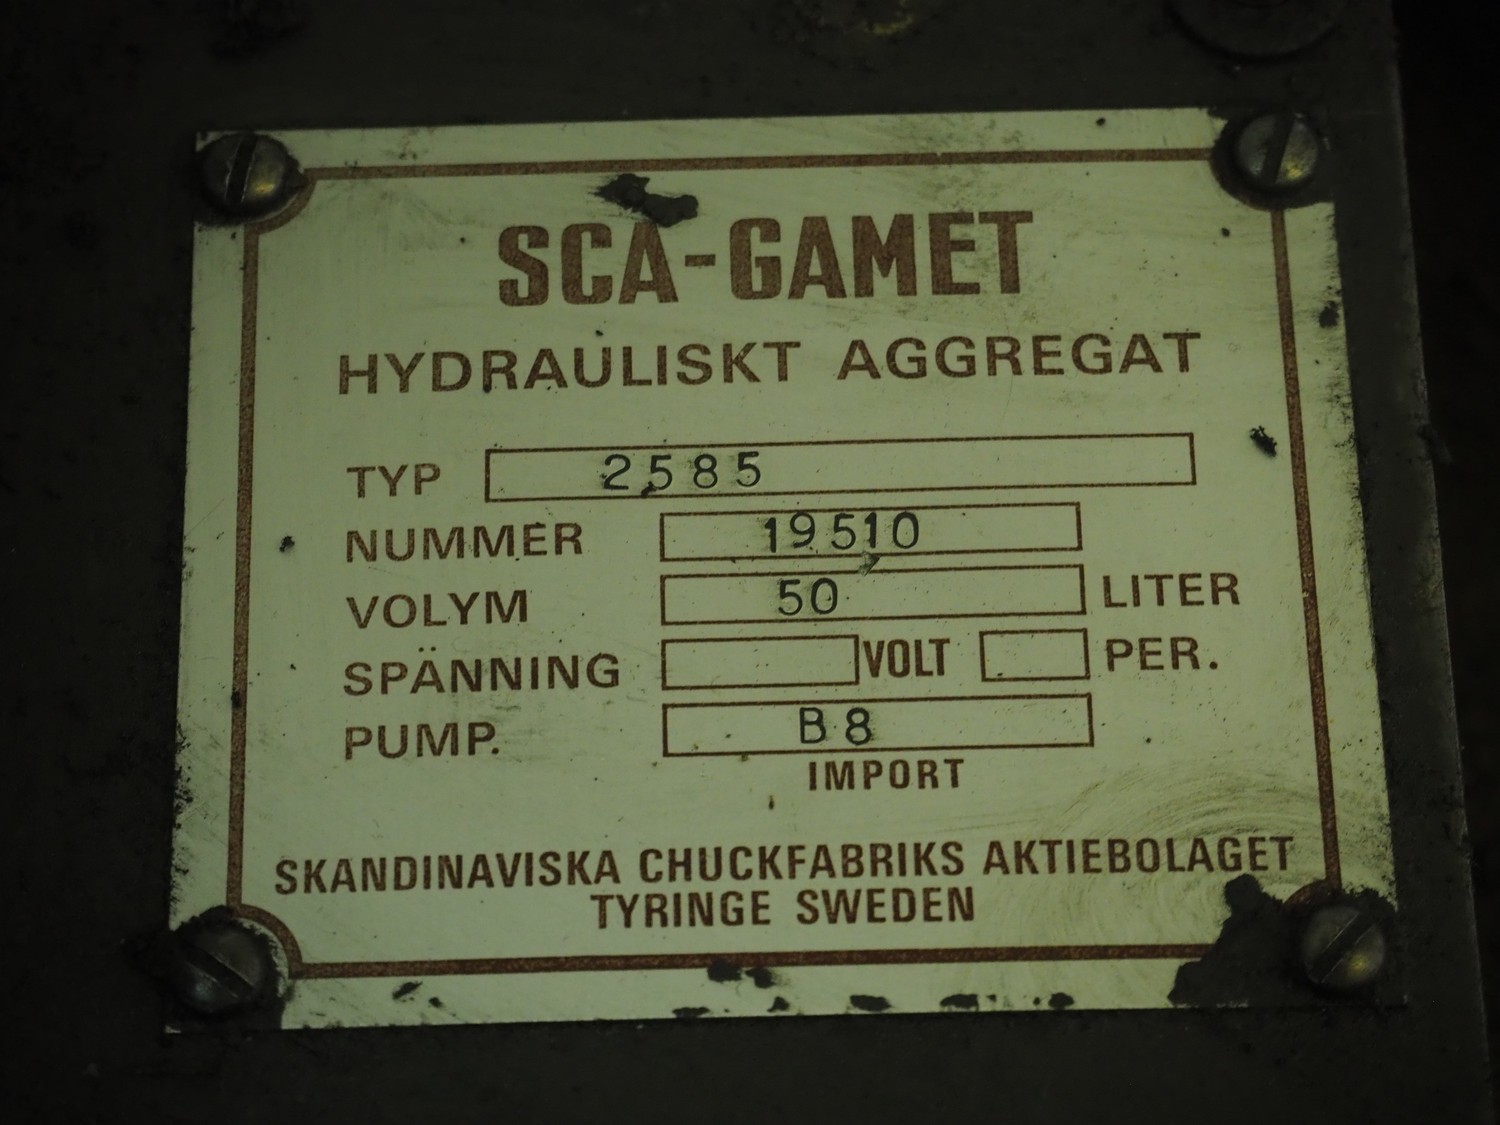 SCA-GAMET
HYDRAULISKT AGGREGAT
TYP 2585
NUMMER 19510
VOLYM 50 LITER
SPÄNNING VOLT PER.
PUMP. B8
IMPORT
SKANDINAVISKA CHUCKFABRIKS AKTIEBOLAGET
TYRINGE SWEDEN